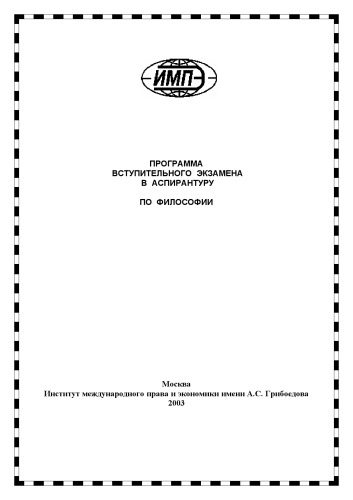 ИМПЭ
ПРОГРАММА
ВСТУПИТЕЛЬНОГО ЭКЗАМЕНА
В АСПИРАНТУРУ
ПО ФИЛОСОФИИ
Москва
Институт международного права и экономики имени А.С. Грибоедова
2003